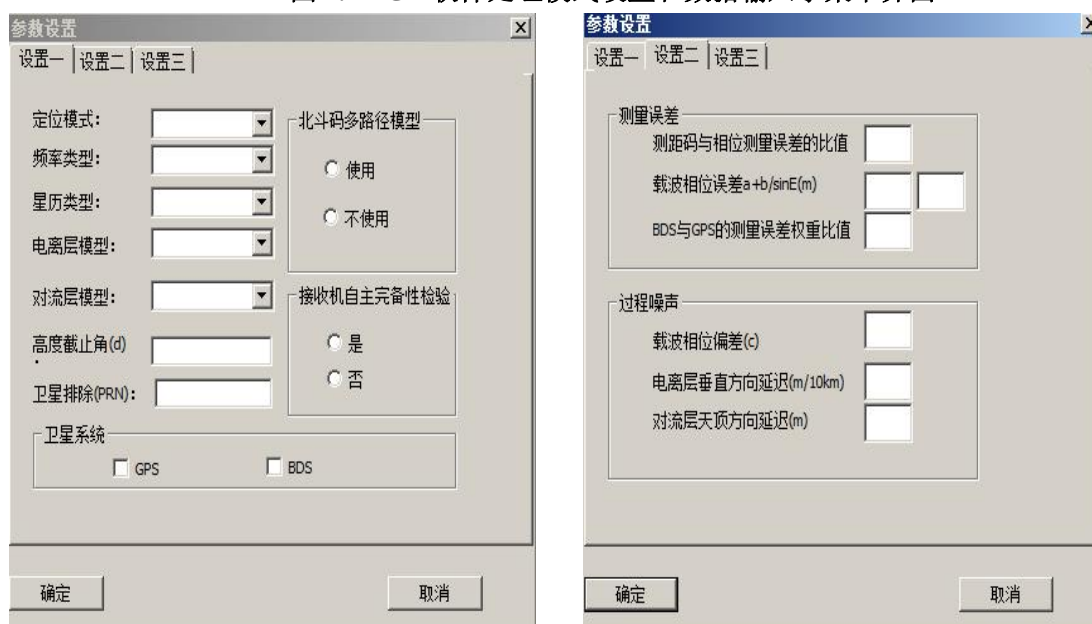 参数设置
设置一 设置二 设置三
定位模式:
频率类型:
星历类型:
电离层模型:
对流层模型:
高度截止角(d)
卫星排除(PRN):
北斗码多路径模型
使用
不使用
接收机自主完备性检验
是
否
卫星系统
GPS BDS
确定 取消
参数设置
设置一 设置二 设置三
测量误差
测距码与相位测量误差的比值
载波相位误差a+b/sinE(m)
BDS与GPS的测量误差权重比值
过程噪声
载波相位偏差(c)
电离层垂直方向延迟(m/10km)
对流层天顶方向延迟(m)
确定 取消